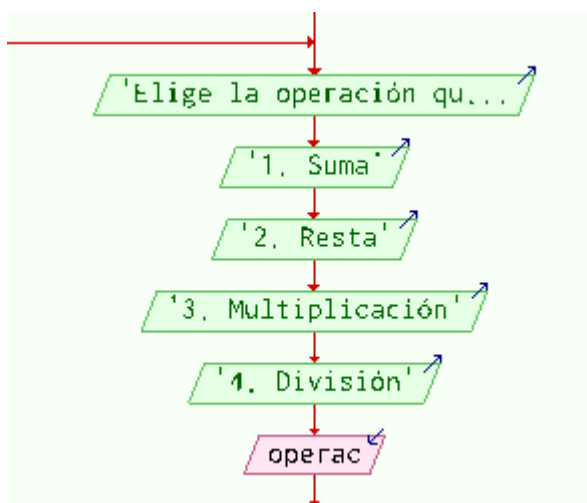 'Elige la operación qu...
'1. Suma'
'2. Resta'
'3. Multiplicación'
'4. División'
operac